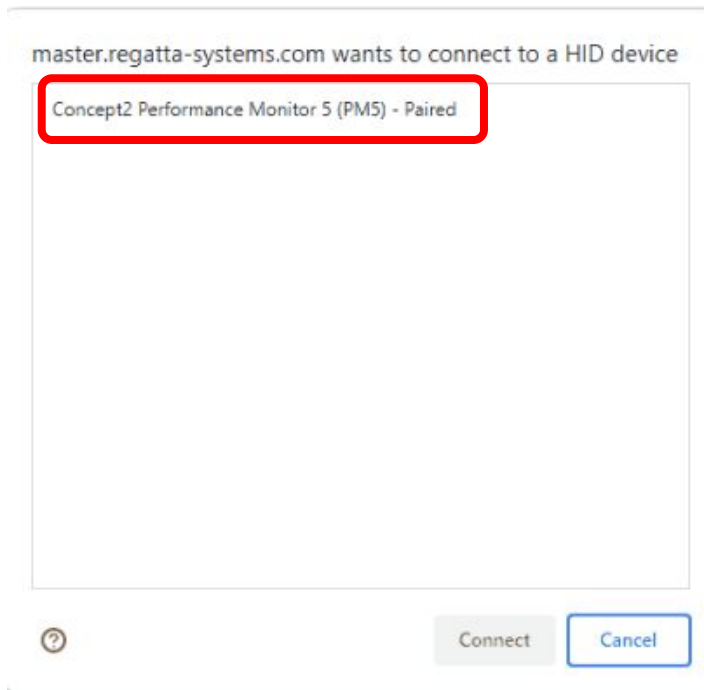 master.regatta-systems.com wants to connect to a HID device
Concept2 Performance Monitor 5 (PM5) - Paired
Connect
Cancel